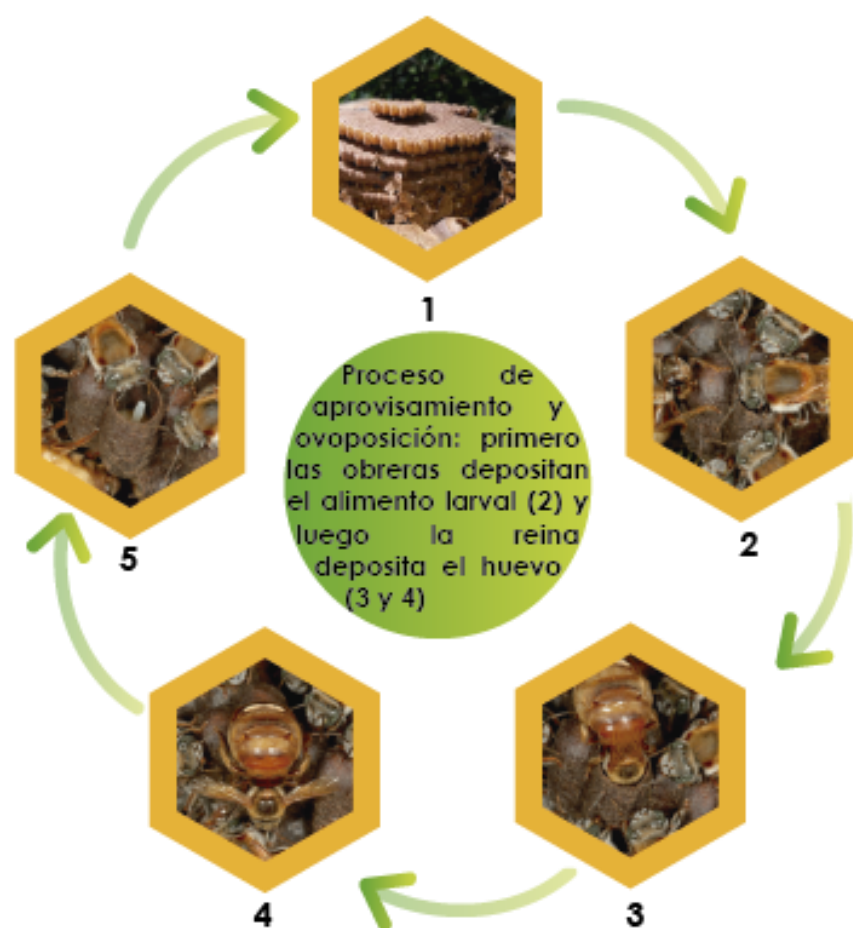 1
Proceso de
aprovisamiento y
ovoposición: primero
las obreras depositan
el alimento larval (2) y
luego la reina
deposita el huevo
(3 y 4)
2
5
3
4